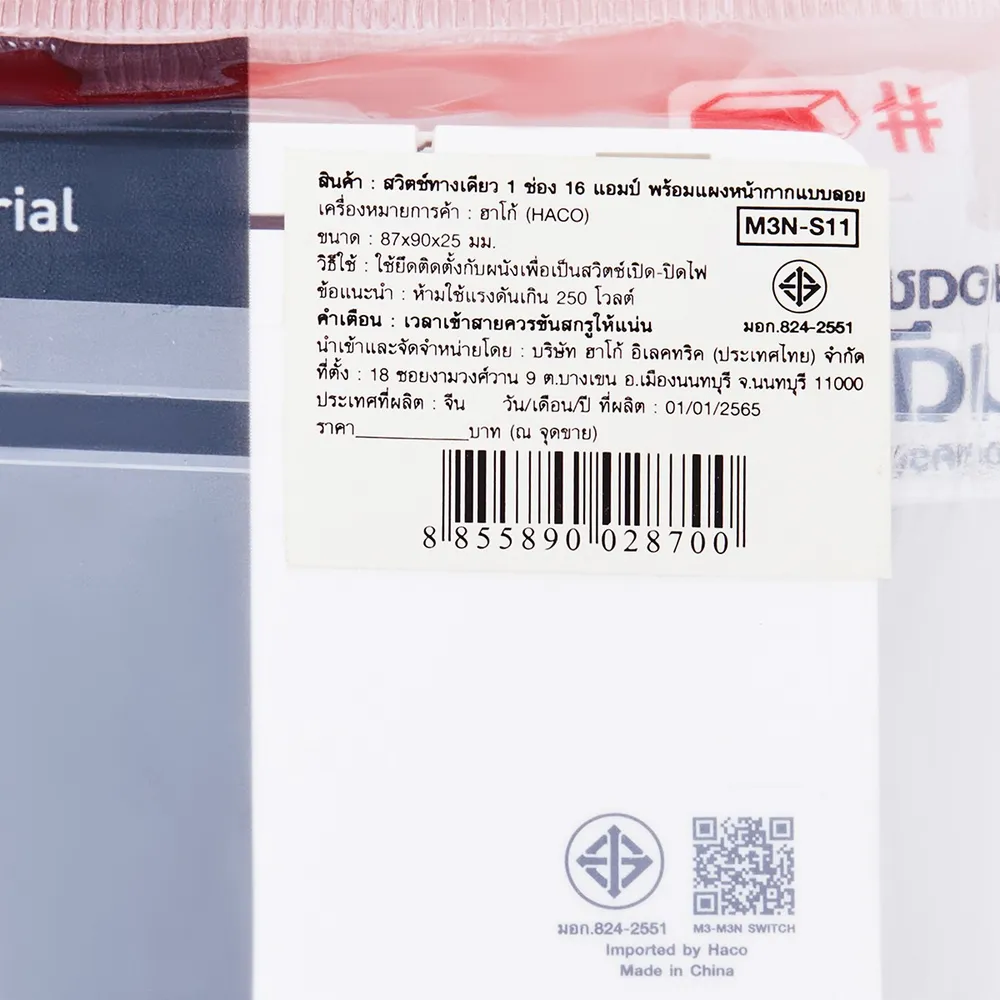 #
rial
สินค้า : สวิตช์ทางเดียว 1 ช่อง 16 แอมป์ พร้อมแผงหน้ากากแบบลอย
เครื่องหมายการค้า : ฮาโก้ (HACO)
M3N-S11
ขนาด : 87x90x25 มม.
วิธีใช้ : ใช้ยึดติดตั้งกับผนังเพื่อเป็นสวิตช์เปิด-ปิดไฟ
ข้อแนะนำ : ห้ามใช้แรงดันเกิน 250 โวลต์
คำเตือน : เวลาเข้าสายควรขันสกรูให้แน่น
มอก.824-2551
นำเข้าและจัดจำหน่ายโดย : บริษัท ฮาโก้ อิเลคทริค (ประเทศไทย) จำกัด
ที่ตั้ง : 18 ซอยงามวงศ์วาน 9 ต.บางเขน อ.เมืองนนทบุรี จ.นนทบุรี 11000
ประเทศที่ผลิต : จีน วัน/เดือน/ปี ที่ผลิต : 01/01/2565
ราคา__________บาท (ณ จุดขาย)
8 855890 028700
มอก.824-2551
M3-M3N SWITCH
Imported by Haco
Made in China